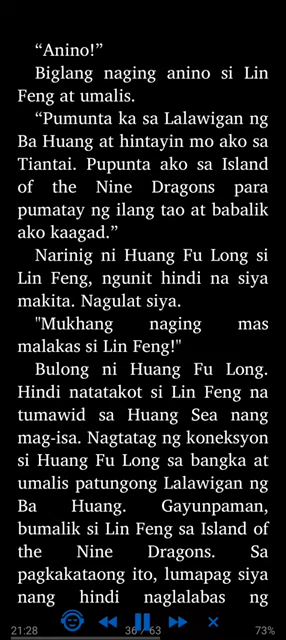 “Anino!”
Biglang naging anino si Lin
Feng at umalis.
“Pumunta ka sa Lalawigan ng
Ba Huang at hintayin mo ako sa
Tiantai. Pupunta ako sa Island
of the Nine Dragons para
pumatay ng ilang tao at babalik
ako kaagad.”
Narinig ni Huang Fu Long si
Lin Feng, ngunit hindi na siya
makita. Nagulat siya.
"Mukhang naging mas
malakas si Lin Feng!"
Bulong ni Huang Fu Long.
Hindi natatakot si Lin Feng na
tumawid sa Huang Sea nang
mag-isa. Nagtatag ng koneksyon
si Huang Fu Long sa bangka at
umalis patungong Lalawigan ng
Ba Huang. Gayunpaman,
bumalik si Lin Feng sa Island of
the Nine Dragons. Sa
pagkakataong ito, lumapag siya
nang hindi naglalabas ng
21:28 36 / 63 73%